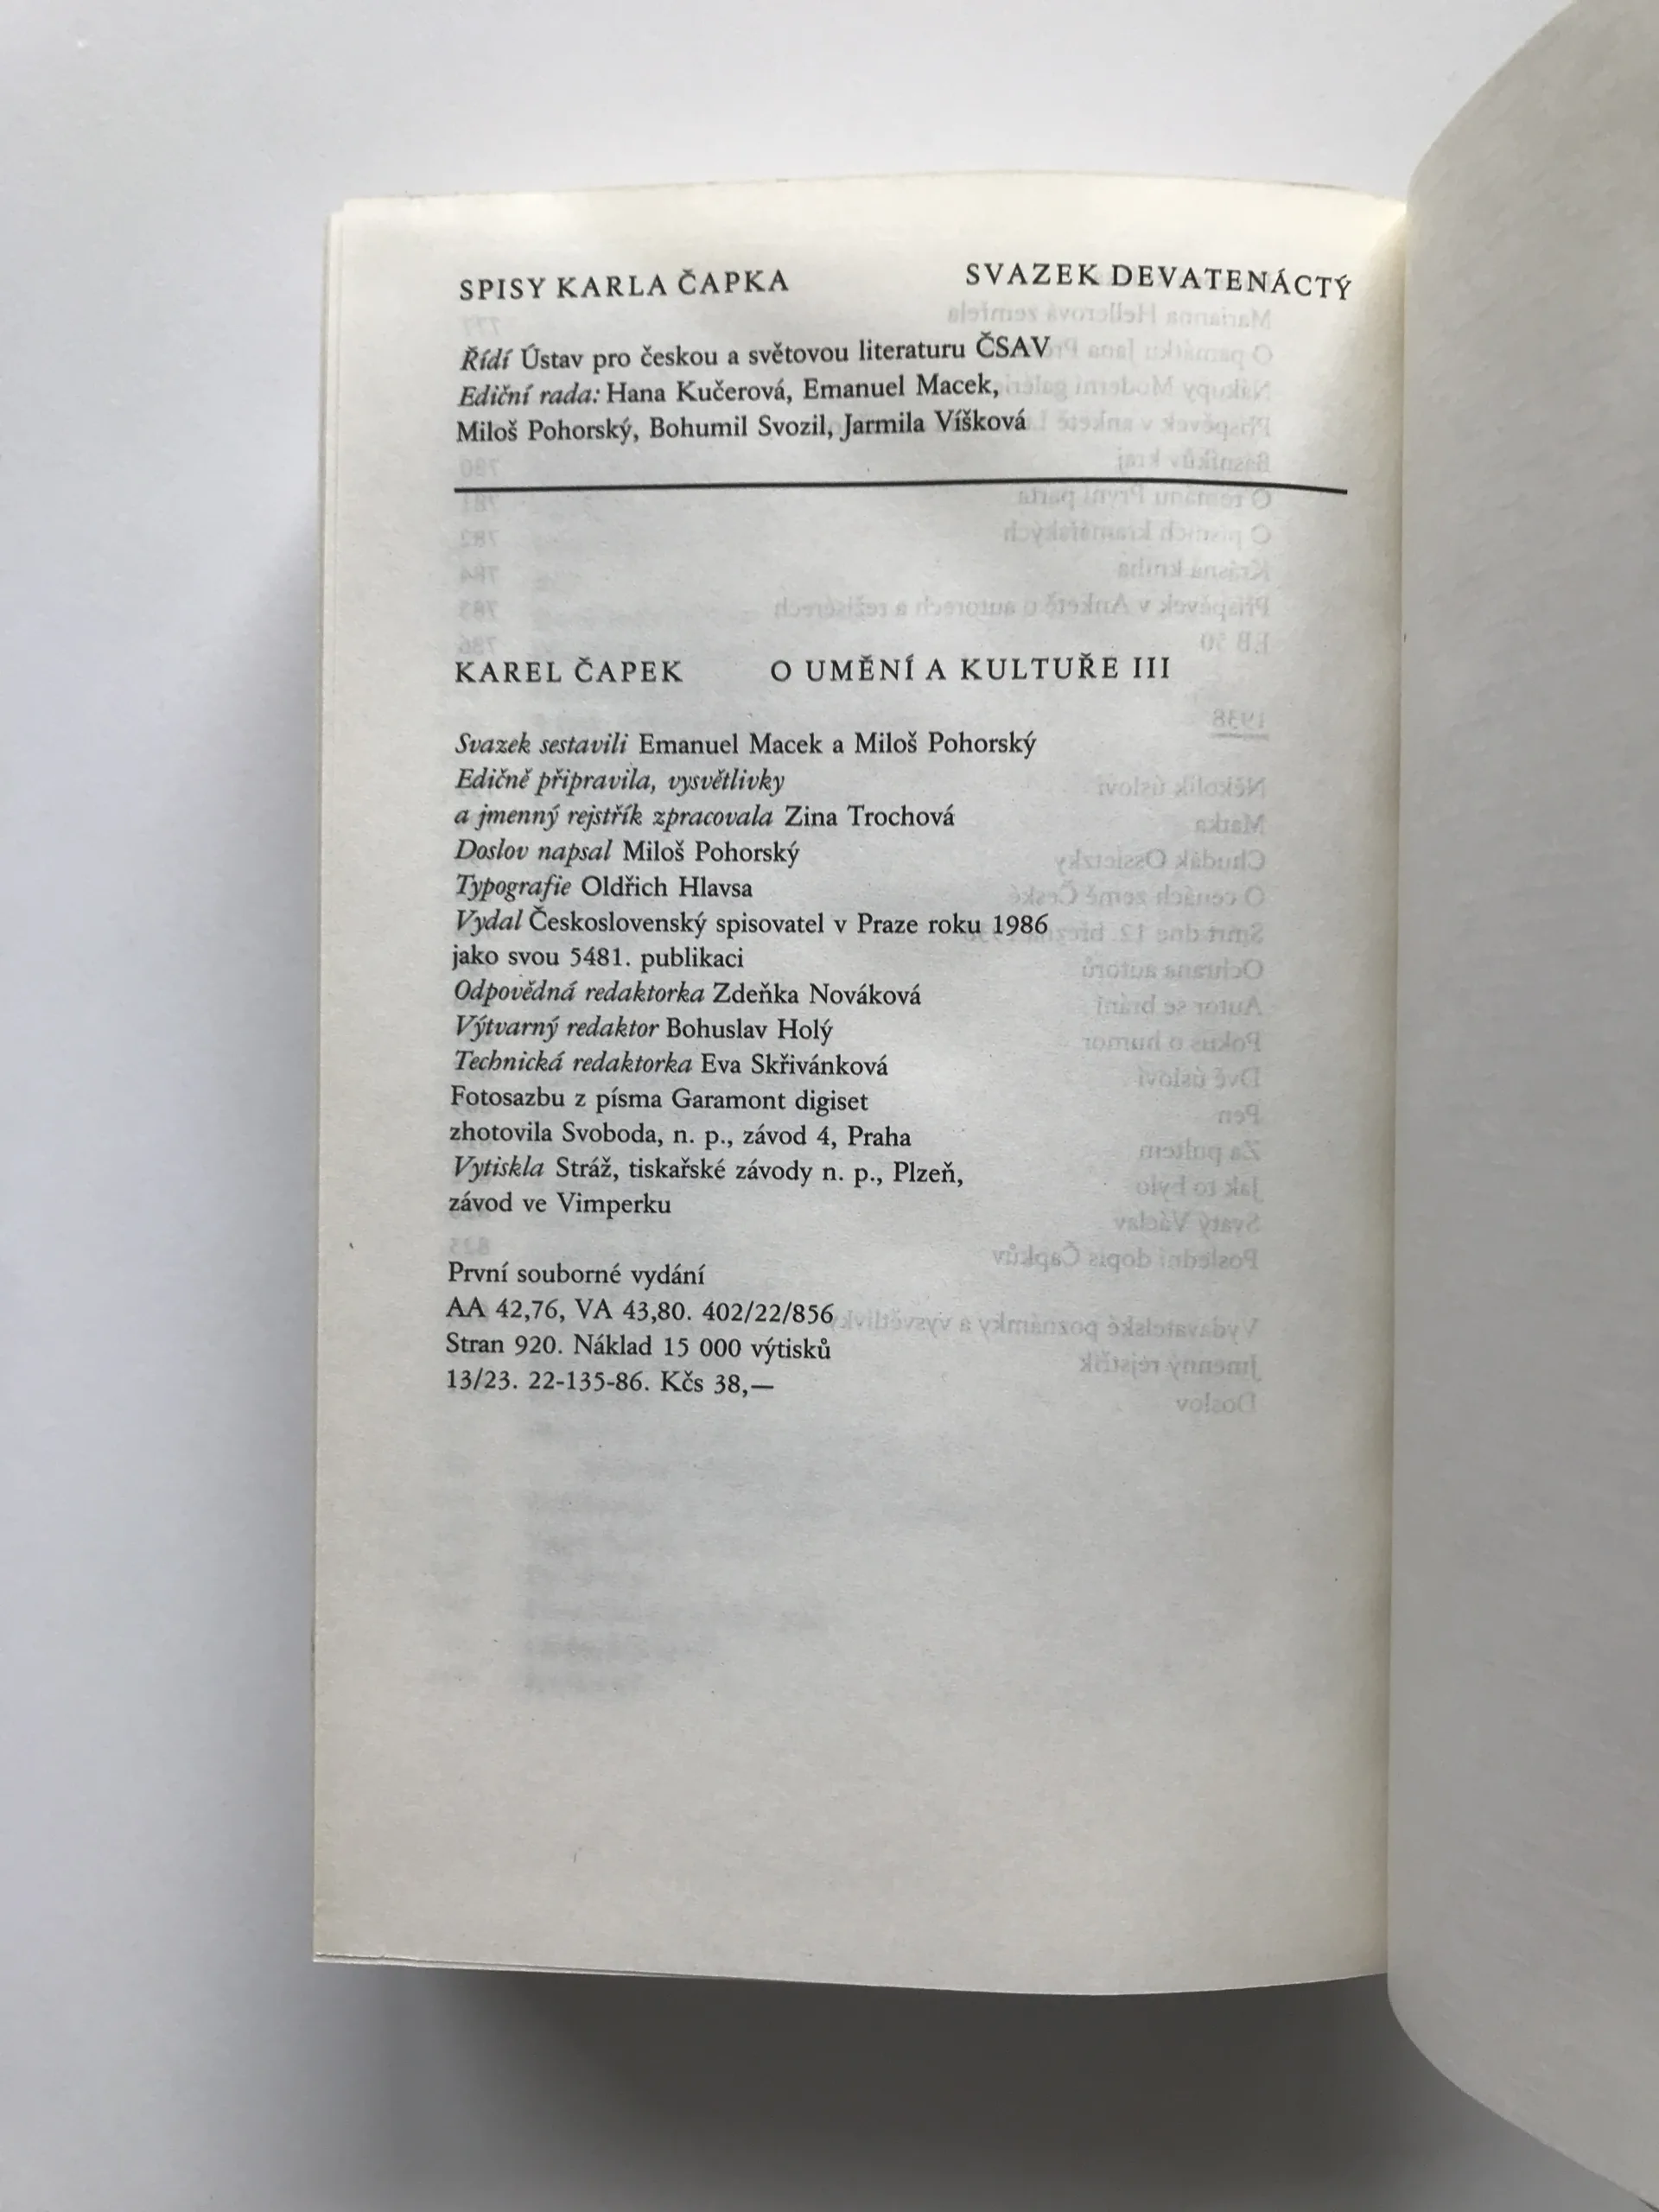 SPISY KARLA ČAPKA SVAZEK DEVATENÁCTÝ
Řídí Ústav pro českou a světovou literaturu ČSAV
Ediční rada: Hana Kučerová, Emanuel Macek,
Miloš Pohorský, Bohumil Svozil, Jarmila Víšková
KAREL ČAPEK O UMĚNÍ A KULTUŘE III
Svazek sestavili Emanuel Macek a Miloš Pohorský
Edičně připravila, vysvětlivky
a jmenný rejstřík zpracovala Zina Trochová
Doslov napsal Miloš Pohorský
Typografie Oldřich Hlavsa
Vydal Československý spisovatel v Praze roku 1986
jako svou 5481. publikaci
Odpovědná redaktorka Zdeňka Nováková
Výtvarný redaktor Bohuslav Holý
Technická redaktorka Eva Skřivánková
Fotosazbu z písma Garamont digiset
zhotovila Svoboda, n. p., závod 4, Praha
Vytiskla Stráž, tiskařské závody n. p., Plzeň,
závod ve Vimperku
První souborné vydání
AA 42,76, VA 43,80. 402/22/856
Stran 920. Náklad 15 000 výtisků
13/23. 22-135-86. Kčs 38,—